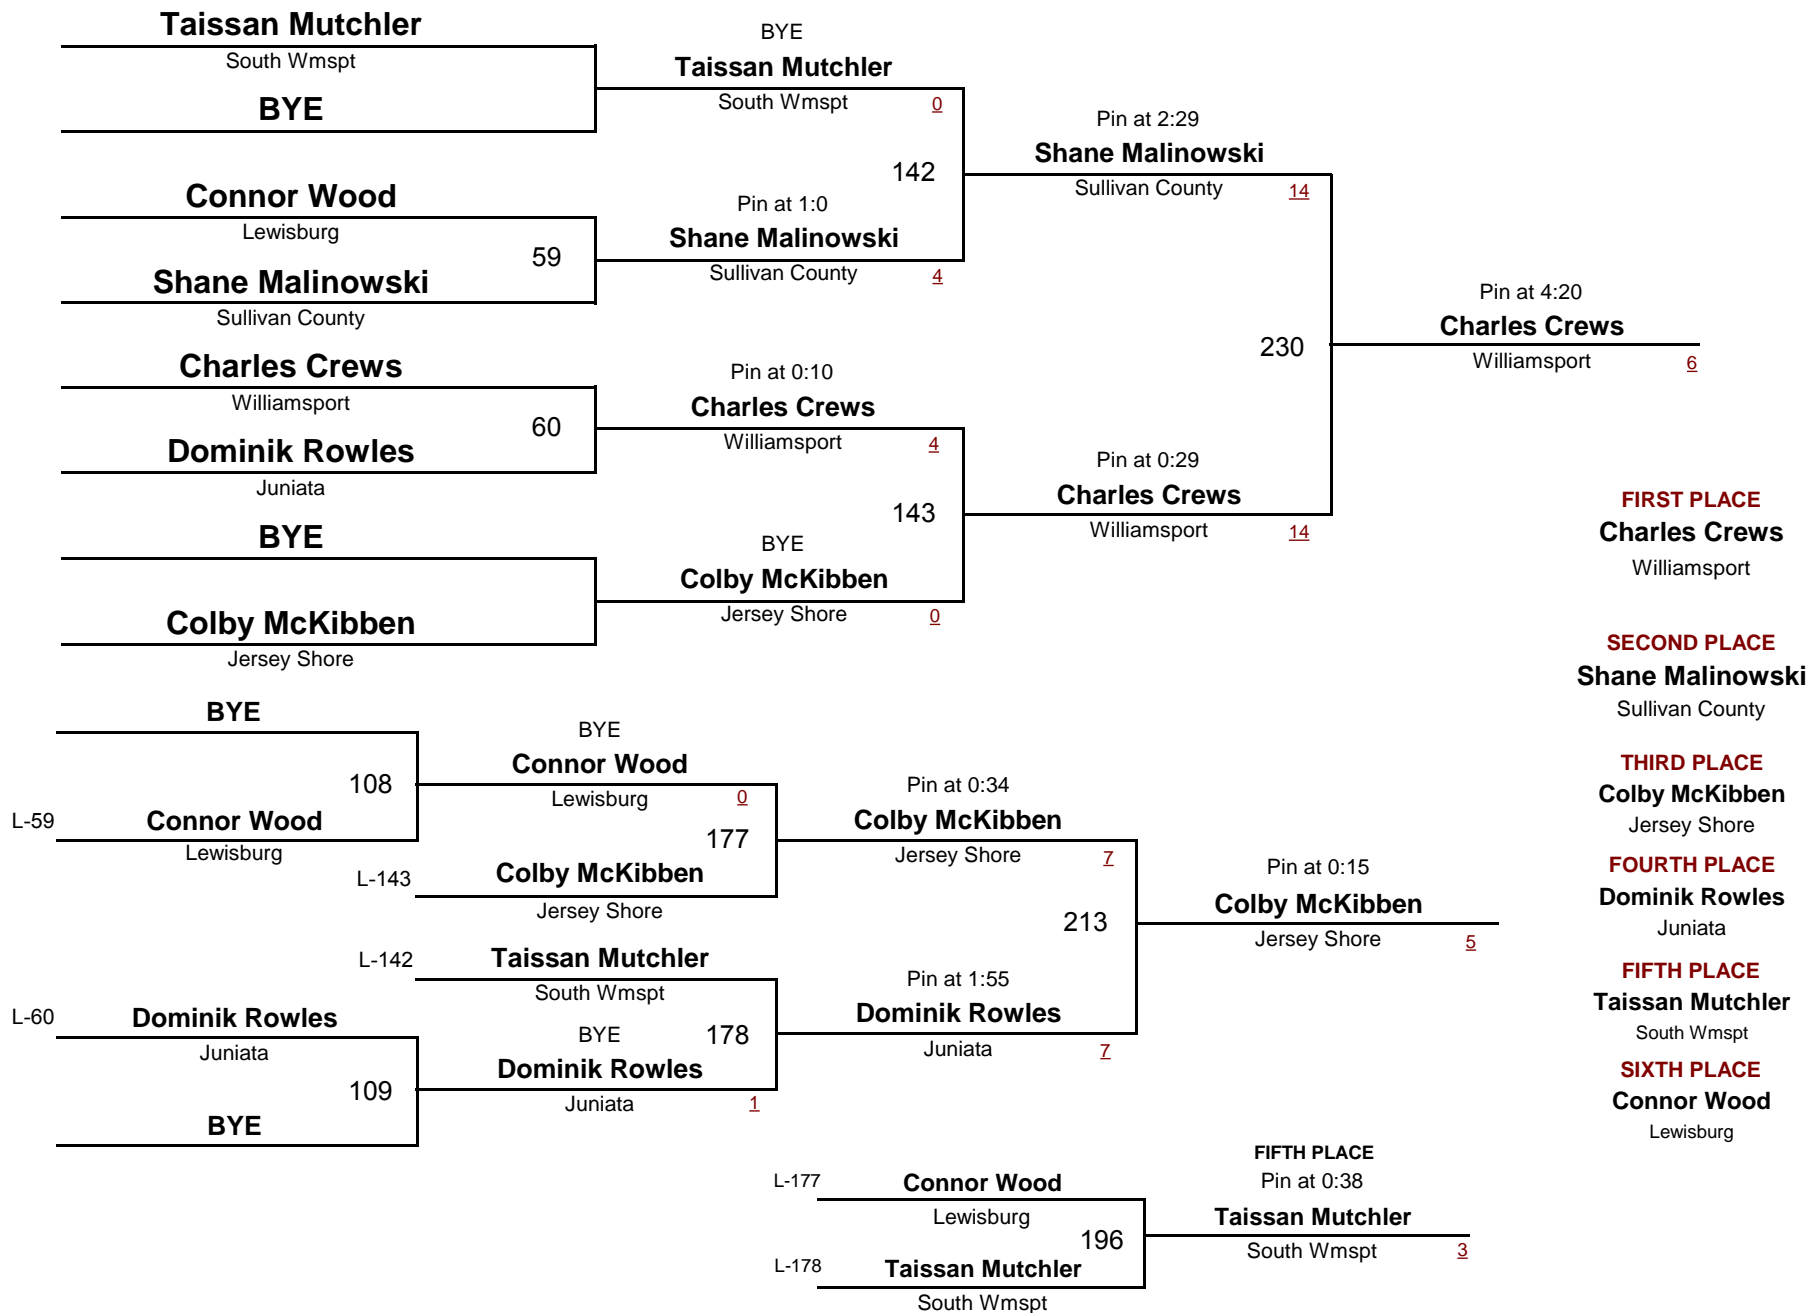 Taissan Mutchler
South Wmspt
BYE
Connor Wood
Lewisburg
59
Shane Malinowski
Sullivan County
Charles Crews
Williamsport
60
Dominik Rowles
Juniata
BYE
Colby McKibben
Jersey Shore
BYE
Taissan Mutchler
South Wmspt 0
142
Pin at 1:0
Shane Malinowski
Sullivan County 4
Pin at 0:10
Charles Crews
Williamsport 4
143
BYE
Colby McKibben
Jersey Shore 0
Pin at 2:29
Shane Malinowski
Sullivan County 14
230
Pin at 0:29
Charles Crews
Williamsport 14
Pin at 4:20
Charles Crews
Williamsport 6
BYE
108
L-59 Connor Wood
Lewisburg
BYE
Connor Wood
Lewisburg 0
177
L-143 Colby McKibben
Jersey Shore
L-142 Taissan Mutchler
South Wmspt
L-60 Dominik Rowles
Juniata
109
BYE
BYE 178
Dominik Rowles
Juniata 1
Pin at 0:34
Colby McKibben
Jersey Shore 7
213
Pin at 1:55
Dominik Rowles
Juniata 7
Pin at 0:15
Colby McKibben
Jersey Shore 5
L-177 Connor Wood
Lewisburg
196
L-178 Taissan Mutchler
South Wmspt
FIFTH PLACE
Pin at 0:38
Taissan Mutchler
South Wmspt 3
FIRST PLACE
Charles Crews
Williamsport
SECOND PLACE
Shane Malinowski
Sullivan County
THIRD PLACE
Colby McKibben
Jersey Shore
FOURTH PLACE
Dominik Rowles
Juniata
FIFTH PLACE
Taissan Mutchler
South Wmspt
SIXTH PLACE
Connor Wood
Lewisburg